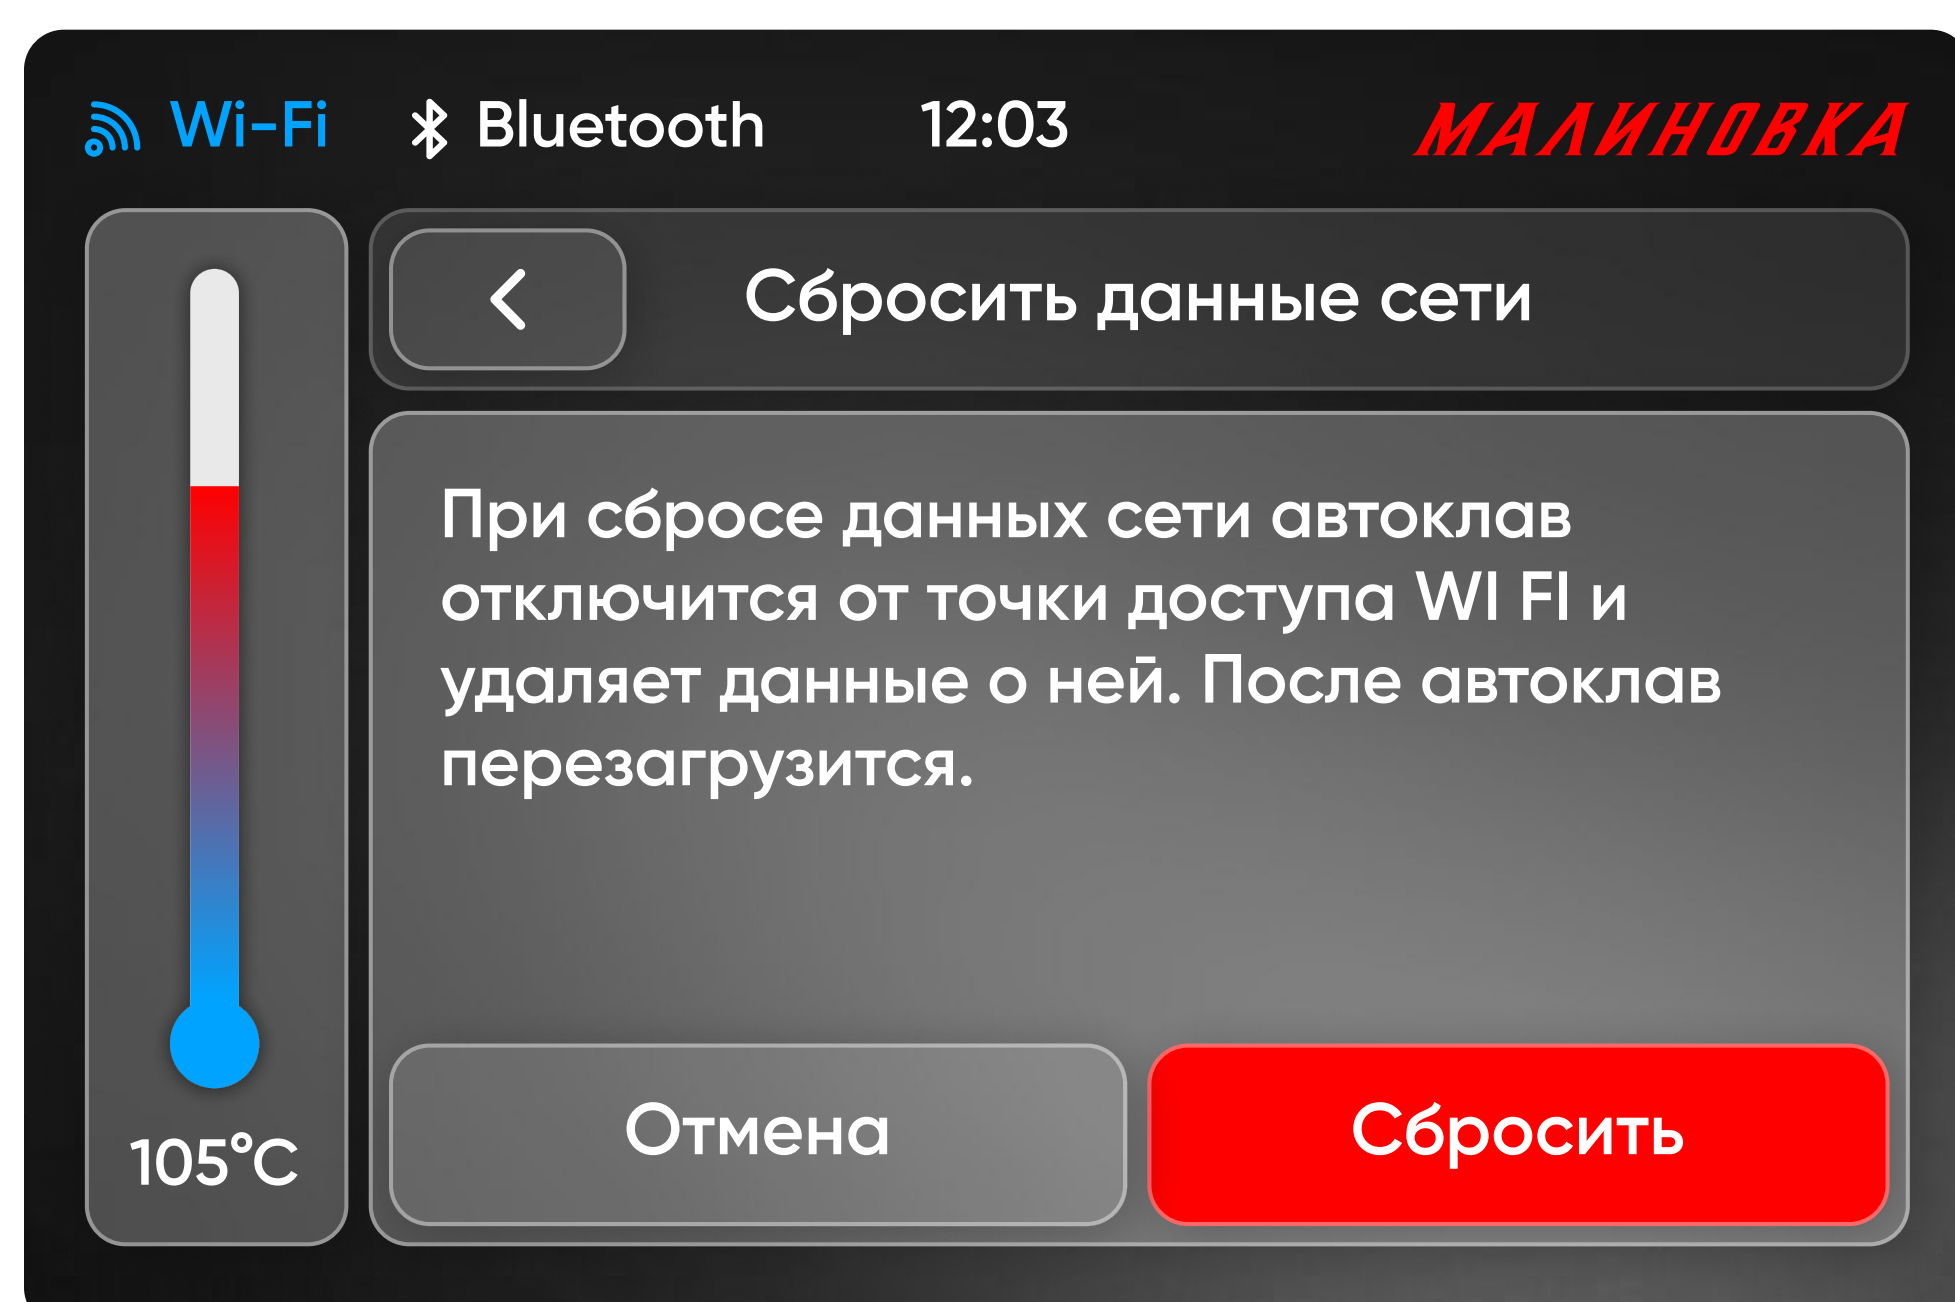 Wi-Fi
Bluetooth
12:03
МАЛИНОВКА
Сбросить данные сети
При сбросе данных сети автоклав
отключится от точки доступа WI FI и
удаляет данные о ней. После автоклав
перезагрузится.
105°C
Отмена
Сбросить